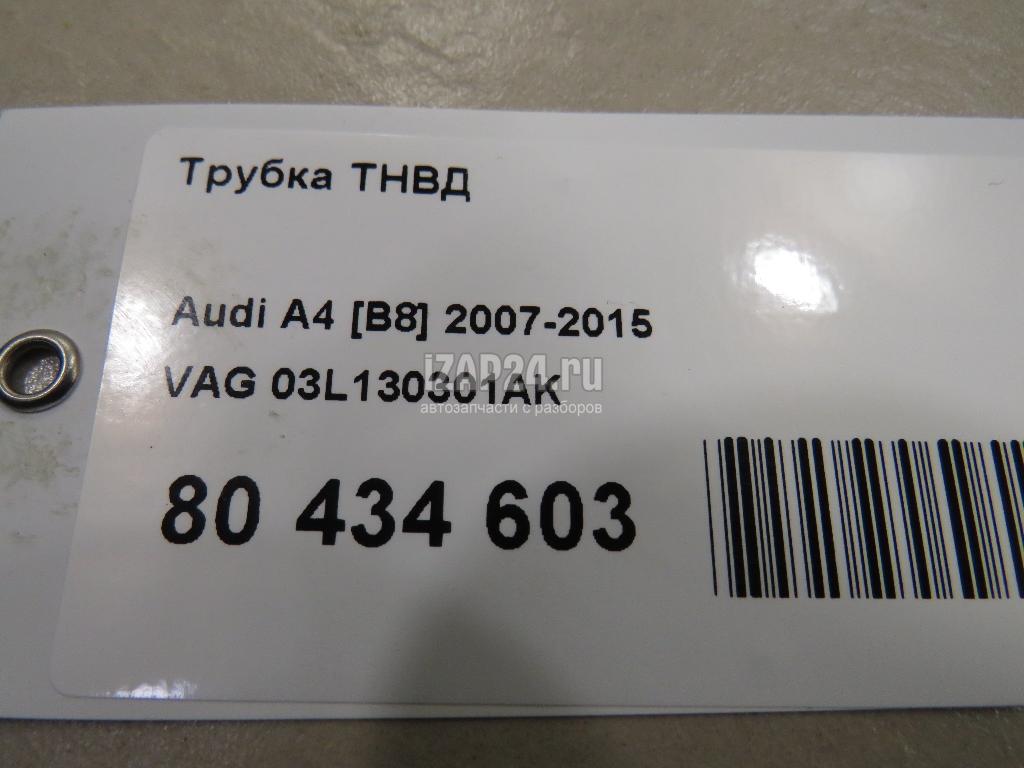 Трубка ТНВД
Audi A4 [B8] 2007-2015
iZAP24.ru
VAG 03L130301AK
автозапчасти с разборов
80 434 603